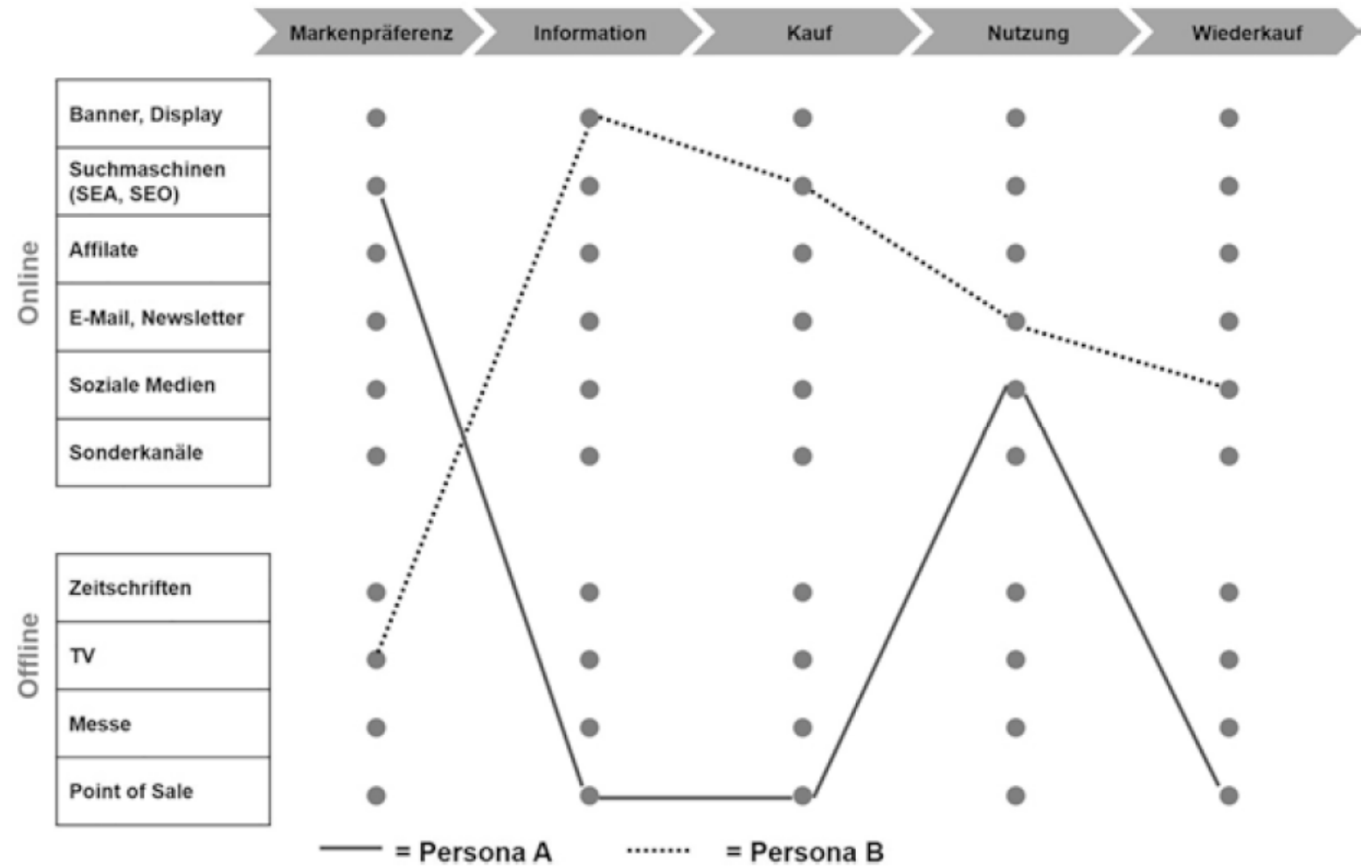 Markenpräferenz
Information
Kauf
Nutzung
Wiederkauf
Online
Banner, Display
Suchmaschinen
(SEA, SEO)
Affilate
E-Mail, Newsletter
Soziale Medien
Sonderkanäle
Offline
Zeitschriften
TV
Messe
Point of Sale
= Persona A
= Persona B